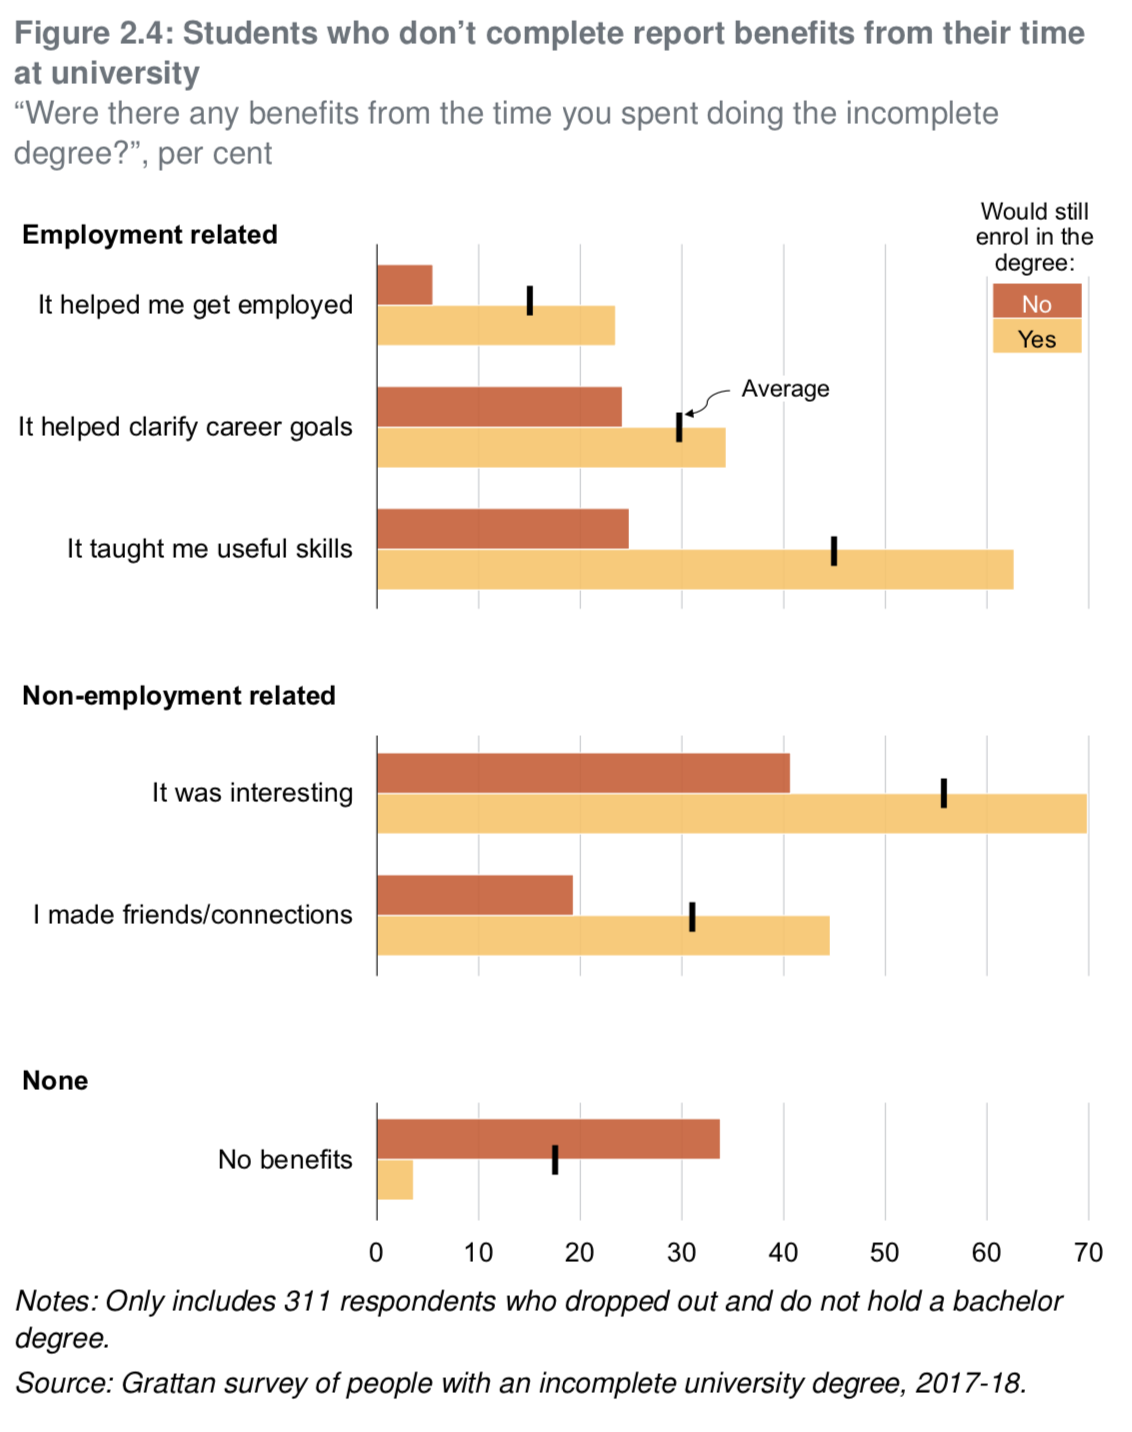 Figure 2.4: Students who don’t complete report benefits from their time
at university
“Were there any benefits from the time you spent doing the incomplete
degree?”, per cent
Would still
enrol in the
degree:
No
Yes
Employment related
It helped me get employed
Average
It helped clarify career goals
It taught me useful skills
Non-employment related
It was interesting
I made friends/connections
None
No benefits
0 10 20 30 40 50 60 70
Notes: Only includes 311 respondents who dropped out and do not hold a bachelor
degree.
Source: Grattan survey of people with an incomplete university degree, 2017-18.